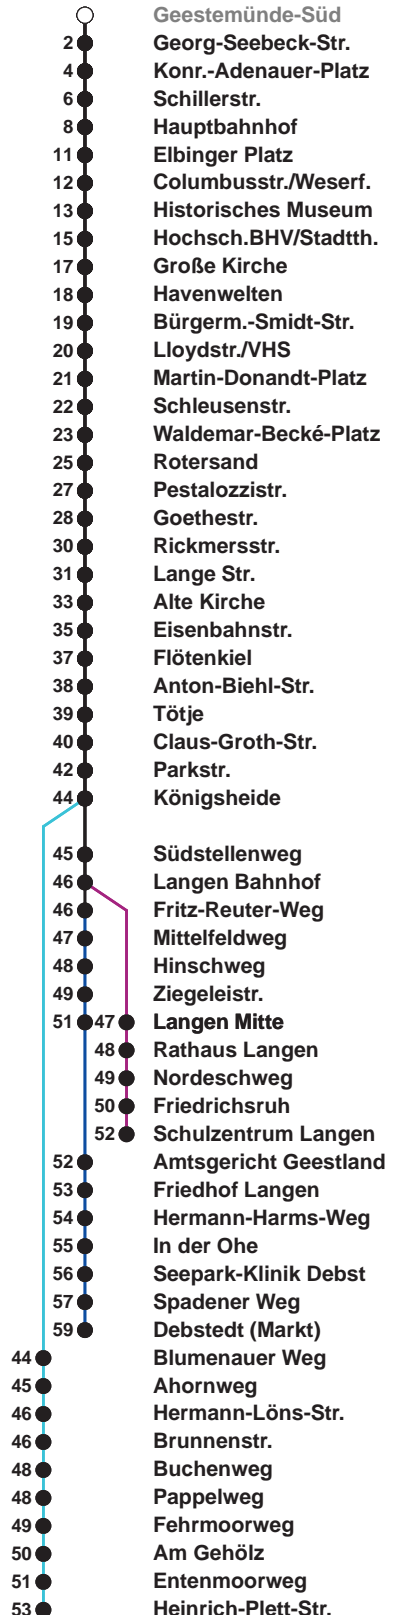 Geestemünde-Süd
2 Georg-Seebeck-Str.
4 Konr.-Adenauer-Platz
6 Schillerstr.
8 Hauptbahnhof
11 Elbinger Platz
12 Columbusstr./Weserf.
13 Historisches Museum
15 Hochsch.BHV/Stadtth.
17 Große Kirche
18 Havenwelten
19 Bürgerm.-Smidt-Str.
20 Lloydstr./VHS
21 Martin-Donandt-Platz
22 Schleusenstr.
23 Waldemar-Becké-Platz
25 Rotersand
27 Pestalozzistr.
28 Goethestr.
30 Rickmersstr.
31 Lange Str.
33 Alte Kirche
35 Eisenbahnstr.
37 Flötenkiel
38 Anton-Biehl-Str.
39 Tötje
40 Claus-Groth-Str.
42 Parkstr.
44 Königsheide
45 Südstellenweg
46 Langen Bahnhof
46 Fritz-Reuter-Weg
47 Mittelfeldweg
48 Hinschweg
49 Ziegeleistr.
51 47 Langen Mitte
48 Rathaus Langen
49 Nordeschweg
50 Friedrichsruh
52 Schulzentrum Langen
52 Amtsgericht Geestland
53 Friedhof Langen
54 Hermann-Harms-Weg
55 In der Ohe
56 Seepark-Klinik Debst
57 Spadener Weg
59 Debstedt (Markt)
44 Blumenauer Weg
45 Ahornweg
46 Hermann-Löns-Str.
46 Brunnenstr.
48 Buchenweg
48 Pappelweg
49 Fehrmoorweg
50 Am Gehölz
51 Entenmoorweg
53 Heinrich-Plett-Str.